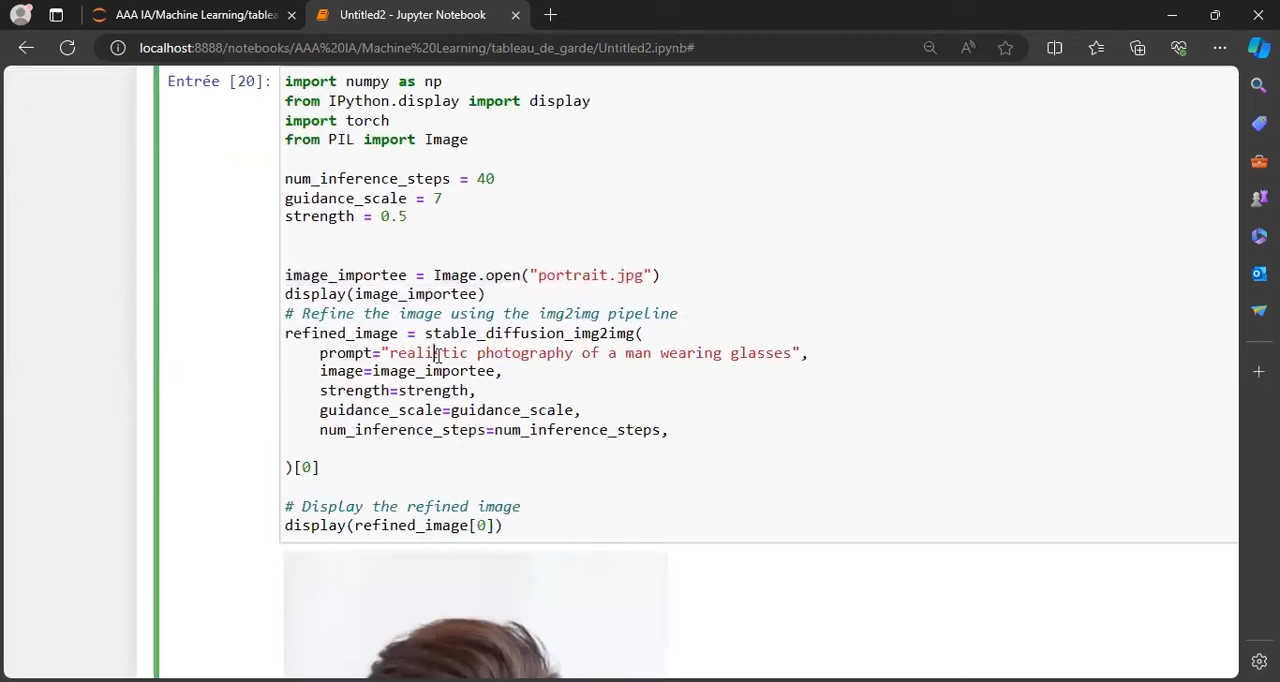 AAA IA/Machine Learning/table
Untitled2 - Jupyter Notebook
localhost:8888/notebooks/AAA%20IA/Machine%20Learning/tableau_de_garde/Untitled2.ipynb#
Entrée [20]:
import numpy as np
from IPython.display import display
import torch
from PIL import Image
num_inference_steps = 40
guidance_scale = 7
strength = 0.5
image_importee = Image.open("portrait.jpg")
display(image_importee)
# Refine the image using the img2img pipeline
refined_image = stable_diffusion_img2img(
prompt="realistic photography of a man wearing glasses",
image=image_importee,
strength=strength,
guidance_scale=guidance_scale,
num_inference_steps=num_inference_steps,
)[0]
# Display the refined image
display(refined_image[0])